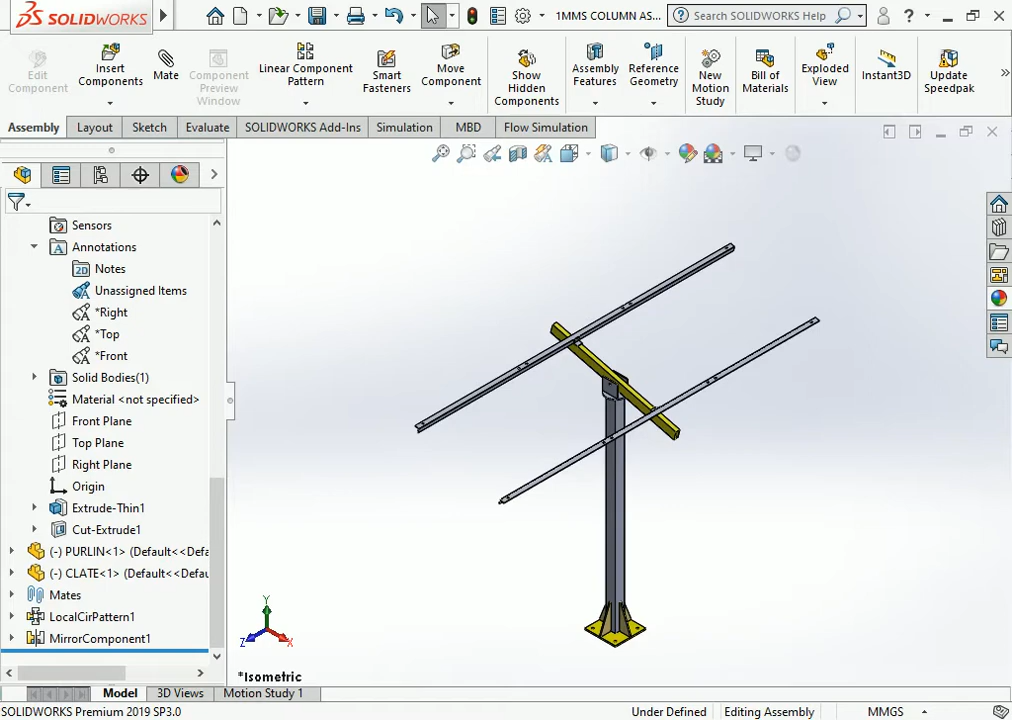 SOLIDWORKS
1MMS COLUMN AS...
Search SOLIDWORKS Help
?
Edit Component
Insert Components
Mate
Component Preview Window
Linear Component Pattern
Smart Fasteners
Move Component
Show Hidden Components
Assembly Features
Reference Geometry
New Motion Study
Bill of Materials
Exploded View
Instant3D
Update Speedpak
Assembly
Layout
Sketch
Evaluate
SOLIDWORKS Add-Ins
Simulation
MBD
Flow Simulation
Sensors
Annotations
Notes
Unassigned Items
*Right
*Top
*Front
Solid Bodies(1)
Material <not specified>
Front Plane
Top Plane
Right Plane
Origin
Extrude-Thin1
Cut-Extrude1
(-) PURLIN<1> (Default<<Defa
(-) CLATE<1> (Default<<Defa
Mates
LocalCirPattern1
MirrorComponent1
Y
Z
X
*Isometric
Model
3D Views
Motion Study 1
SOLIDWORKS Premium 2019 SP3.0
Under Defined
Editing Assembly
MMGS